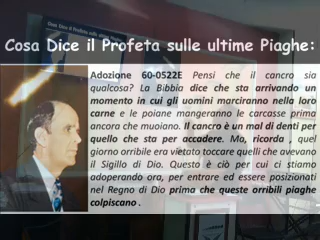 Cosa Dice il Profeta sulle ultime Piaghe:
Adozione 60-0522E Pensi che il cancro sia
qualcosa? La Bibbia dice che sta arrivando un
momento in cui gli uomini marciranno nella loro
carne e le poiane mangeranno le carcasse prima
ancora che muoiano. Il cancro è un mal di denti per
quello che sta per accadere. Ma, ricorda , quel
giorno orribile era vietato toccare quelli che avevano
il Sigillo di Dio. Questo è ciò per cui ci stiamo
adoperando ora, per entrare ed essere posizionati
nel Regno di Dio prima che queste orribili piaghe
colpiscano .